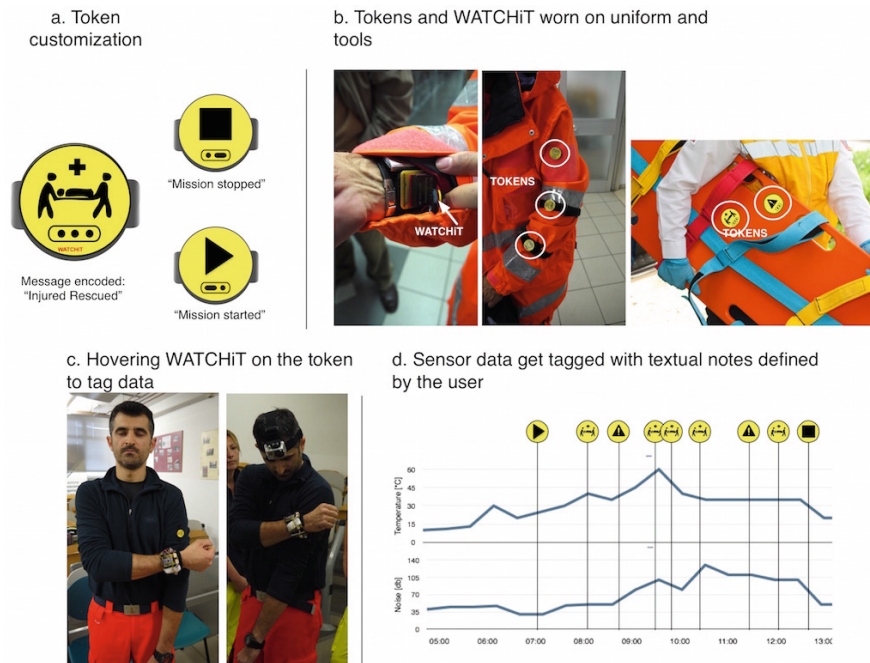 a. Token
customization
"Mission stopped"
WATCHiT
Message encoded:
"Injured Rescued"
"Mission started"
b. Tokens and WATCHiT worn on uniform and
tools
TOKENS
WATCHiT
TOKENS
c. Hovering WATCHiT on the token
to tag data
d. Sensor data get tagged with textual notes defined
by the user
Temperature [°C]
60
45
30
15
0
Noise [db]
140
105
70
35
0
05:00 06:00 07:00 08:00 09:00 10:00 11:00 12:00 13:00